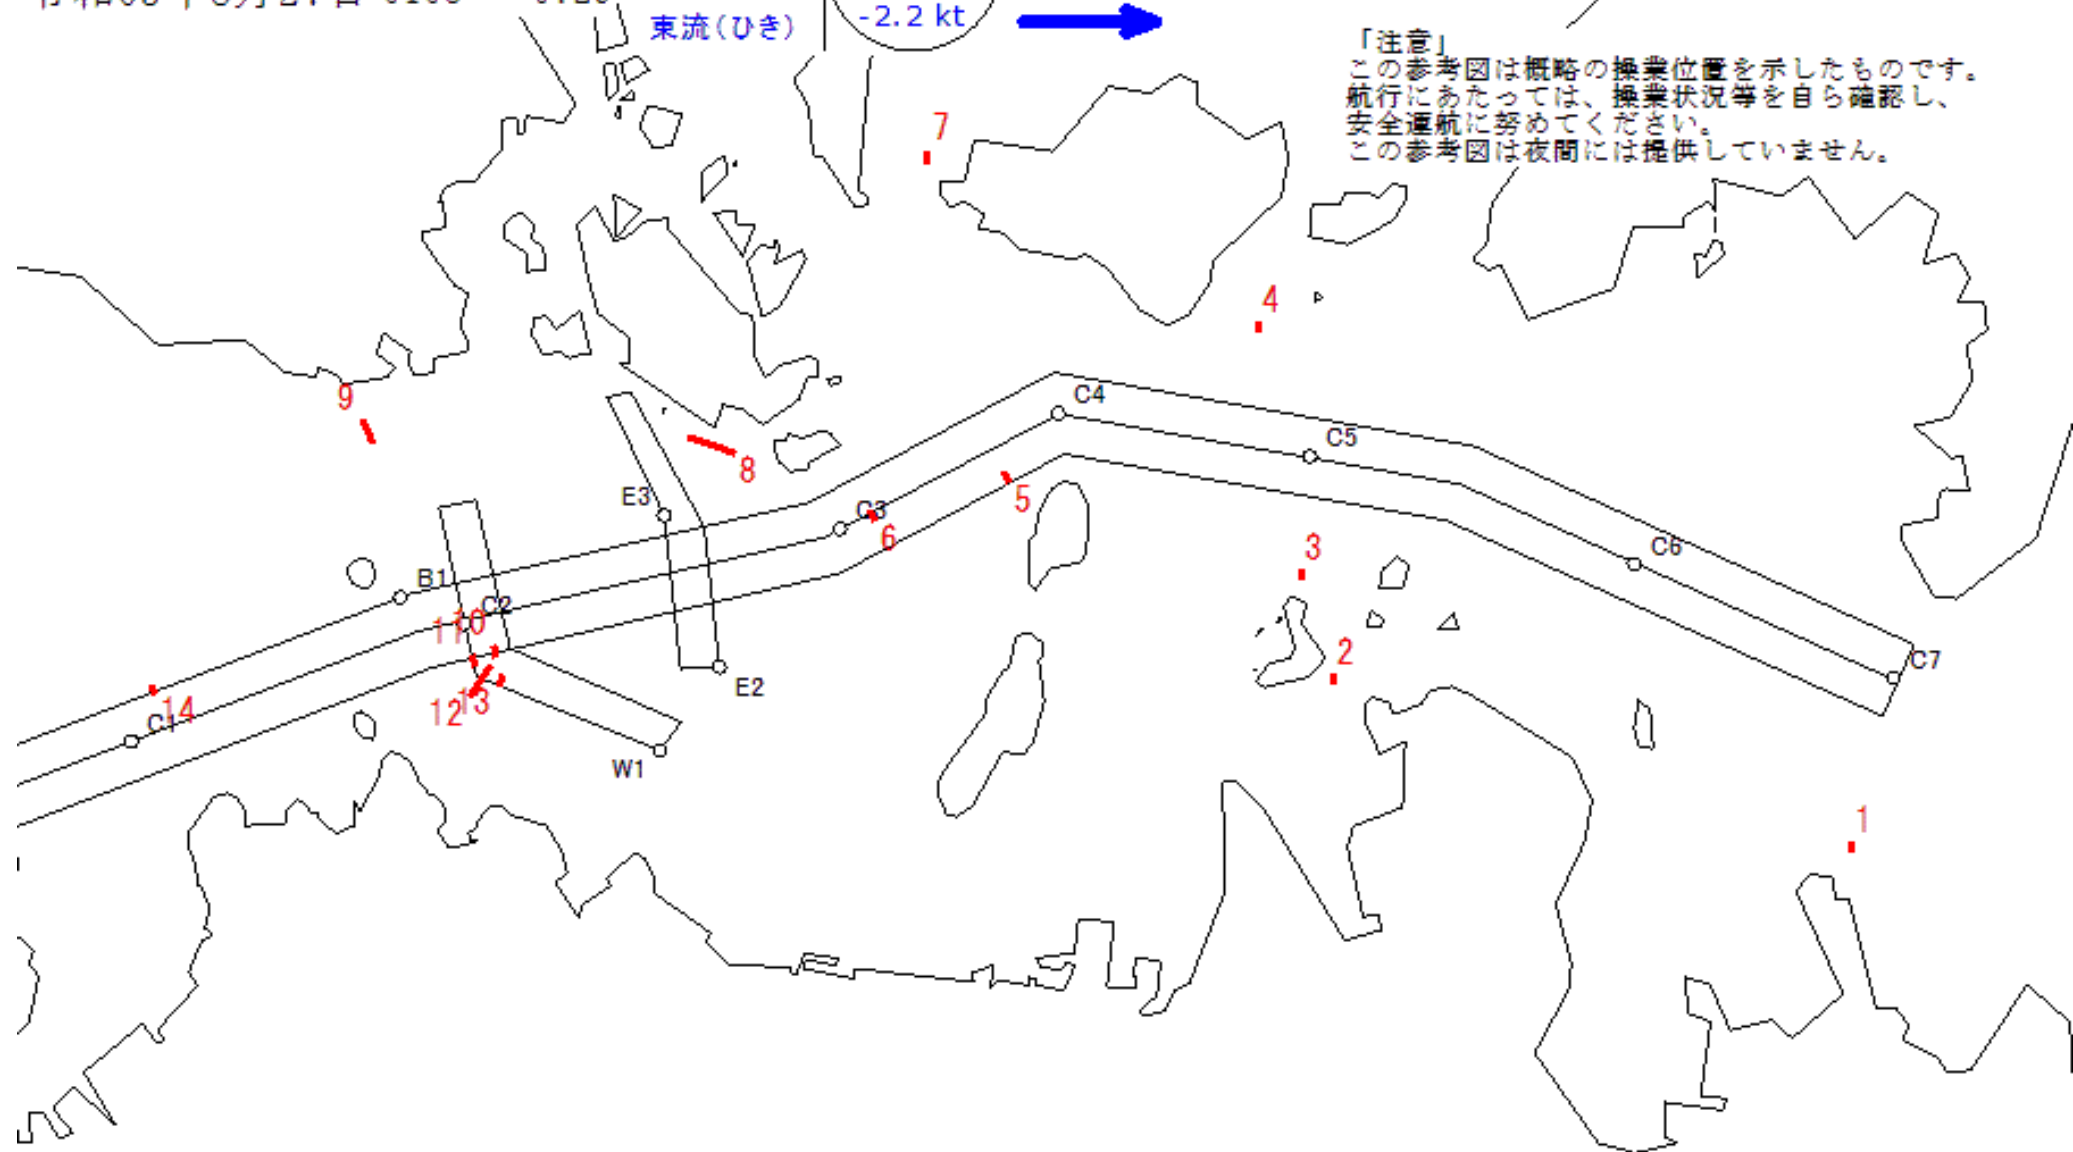 -2.2 kt
東流(ひき)
「注意」
この参考図は概略の操業位置を示したものです。
航行にあたっては、操業状況等を自ら確認し、
安全運航に努めてください。
この参考図は夜間には提供していません。
7
4
9
C4
C5
8
E3
5
C3
6
3
C6
B1
C2
10
11
2
C7
E2
14
C1
12
13
W1
1